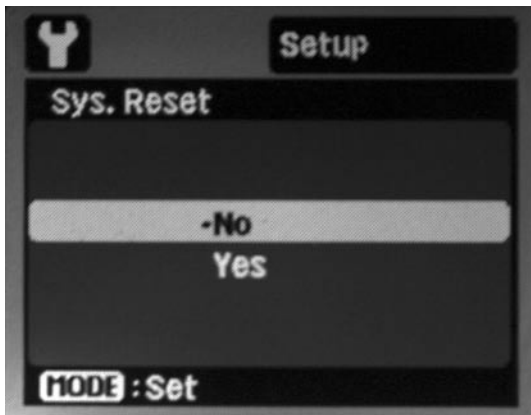 Setup
Sys. Reset
-No
Yes
MODE :Set